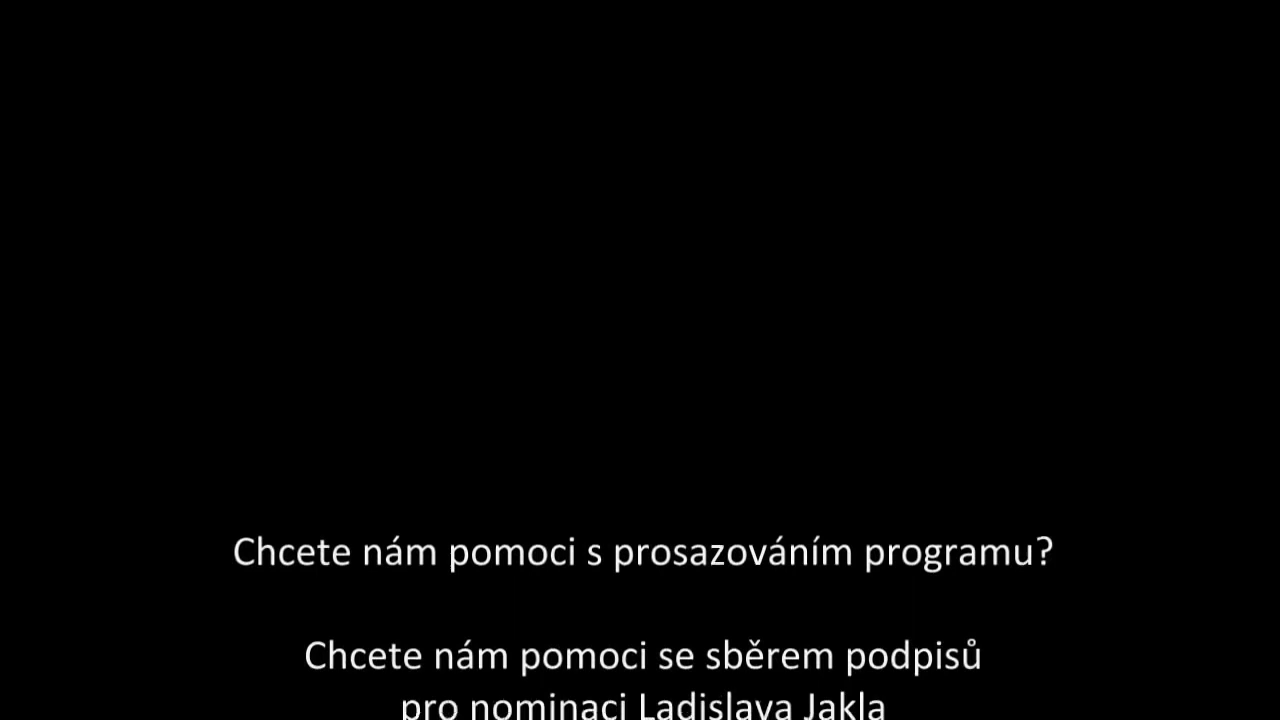 Chcete nám pomoci s prosazováním programu?
Chcete nám pomoci se sběrem podpisů
pro nominaci Ladislava Jakla